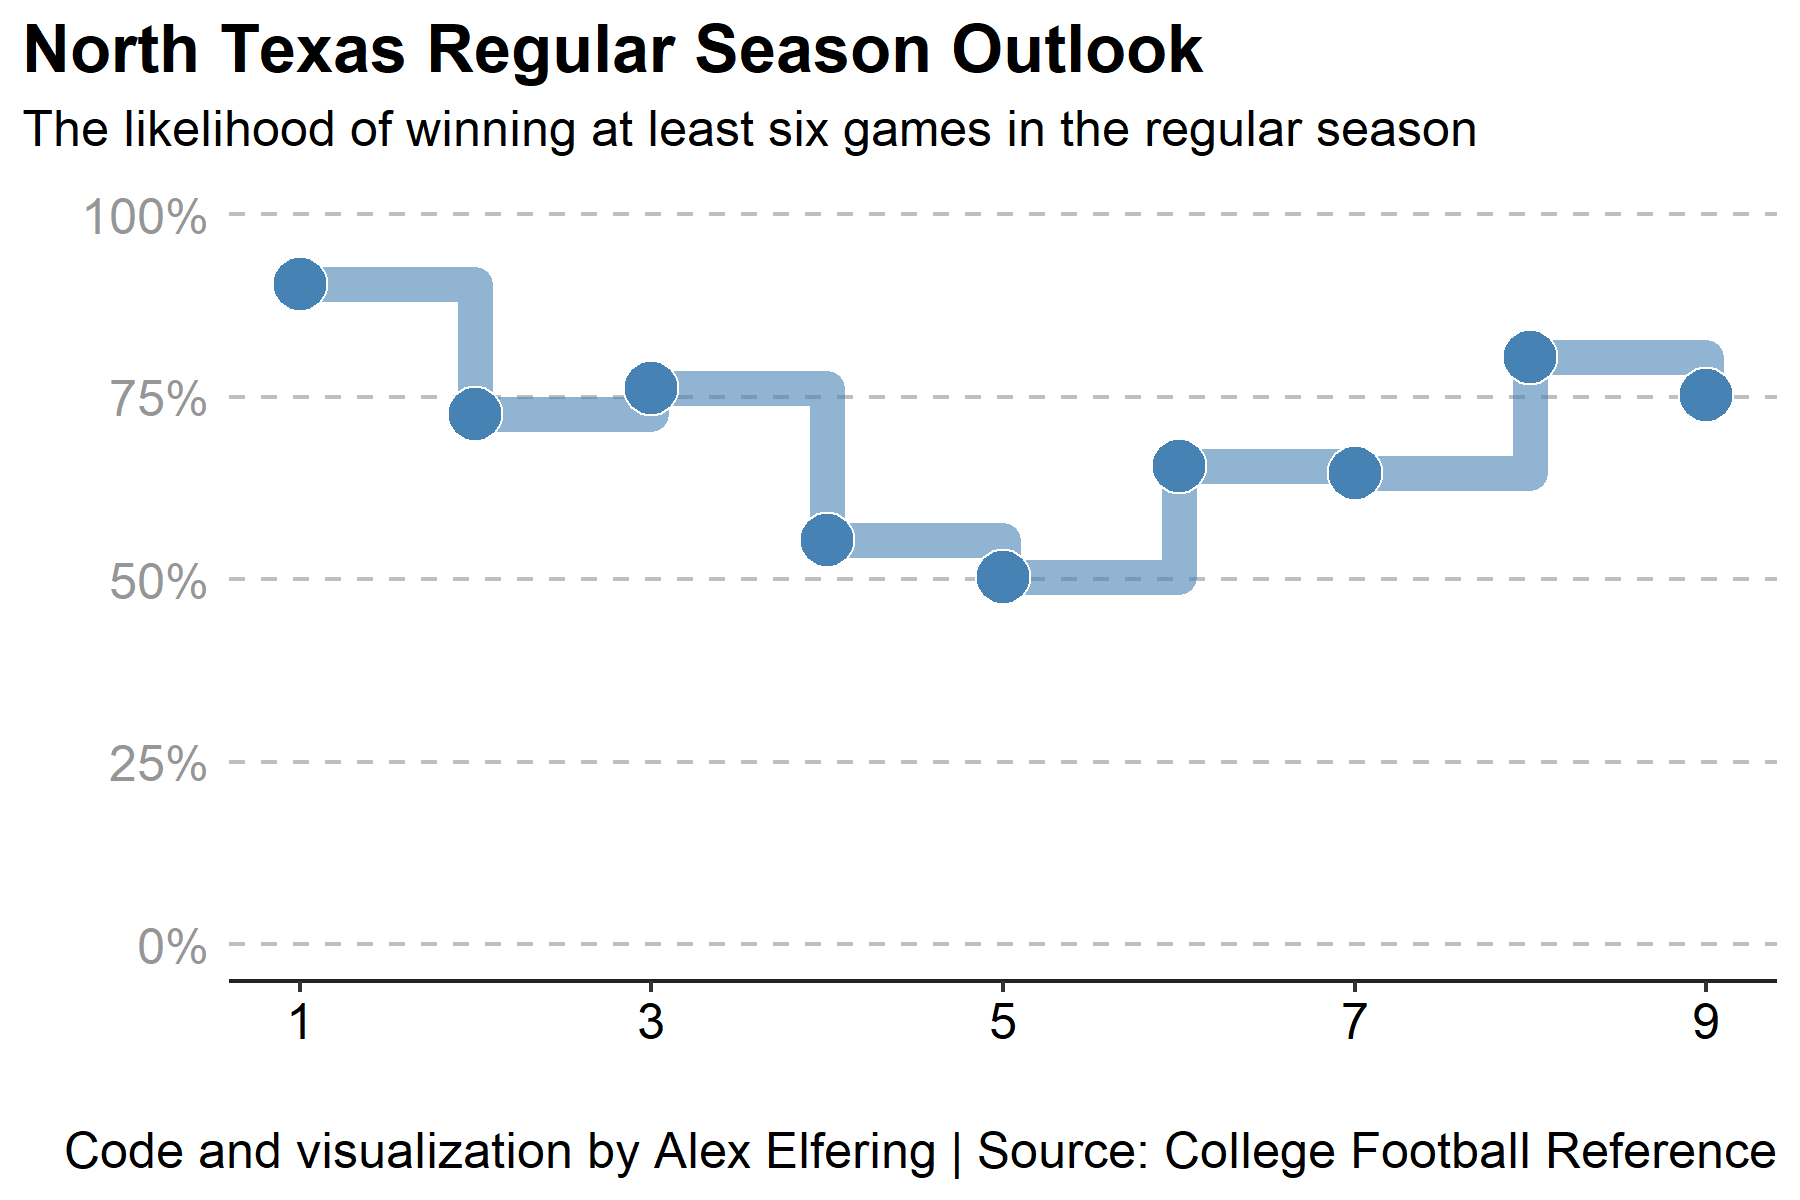 North Texas Regular Season Outlook
The likelihood of winning at least six games in the regular season
100%
75%
50%
25%
0%
1 3 5 7 9
Code and visualization by Alex Elfering | Source: College Football Reference